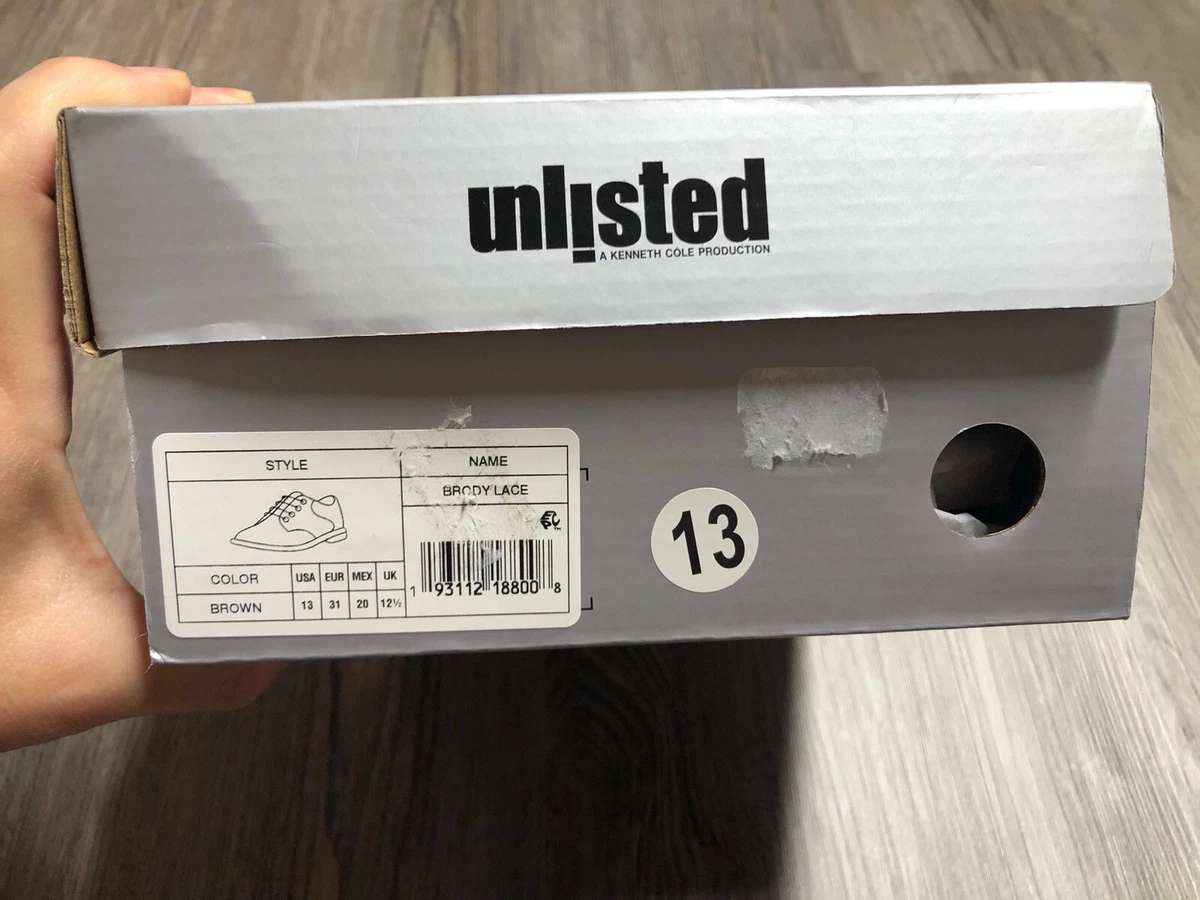 unlisted
A KENNETH COLE PRODUCTION
STYLE NAME
BRODY LACE
EPC™
COLOR USA EUR MEX UK
BROWN 13 31 20 12½
1 93112 18800 8
13